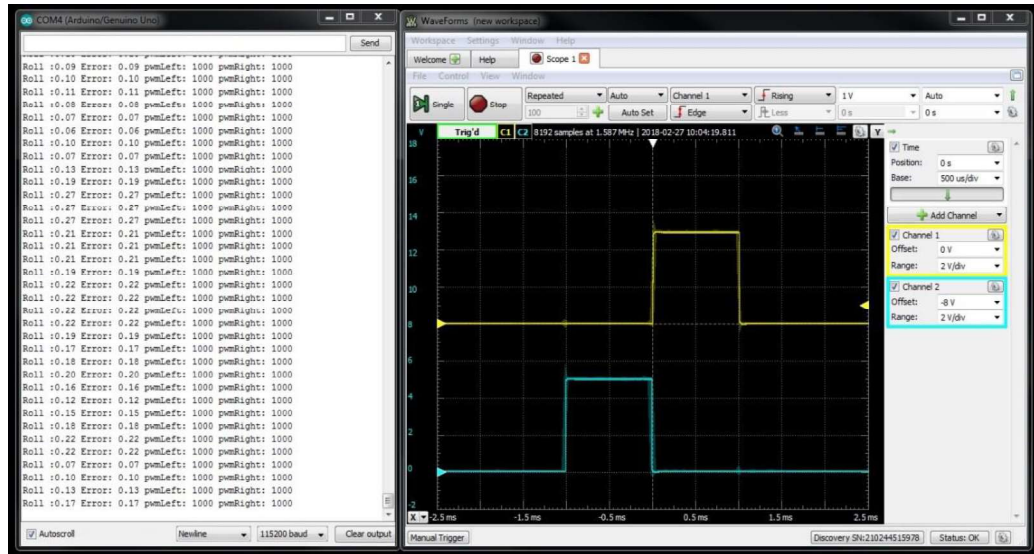 COM4 (Arduino/Genuino Uno)
Send
Roll :0.09 Error: 0.09 pwmLeft: 1000 pwmRight: 1000
Roll :0.10 Error: 0.10 pwmLeft: 1000 pwmRight: 1000
Roll :0.11 Error: 0.11 pwmLeft: 1000 pwmRight: 1000
Roll :0.08 Error: 0.08 pwmLeft: 1000 pwmRight: 1000
Roll :0.07 Error: 0.07 pwmLeft: 1000 pwmRight: 1000
Roll :0.06 Error: 0.06 pwmLeft: 1000 pwmRight: 1000
Roll :0.10 Error: 0.10 pwmLeft: 1000 pwmRight: 1000
Roll :0.07 Error: 0.07 pwmLeft: 1000 pwmRight: 1000
Roll :0.13 Error: 0.13 pwmLeft: 1000 pwmRight: 1000
Roll :0.19 Error: 0.19 pwmLeft: 1000 pwmRight: 1000
Roll :0.27 Error: 0.27 pwmLeft: 1000 pwmRight: 1000
Roll :0.27 Error: 0.27 pwmLeft: 1000 pwmRight: 1000
Roll :0.27 Error: 0.27 pwmLeft: 1000 pwmRight: 1000
Roll :0.21 Error: 0.21 pwmLeft: 1000 pwmRight: 1000
Roll :0.21 Error: 0.21 pwmLeft: 1000 pwmRight: 1000
Roll :0.21 Error: 0.21 pwmLeft: 1000 pwmRight: 1000
Roll :0.19 Error: 0.19 pwmLeft: 1000 pwmRight: 1000
Roll :0.22 Error: 0.22 pwmLeft: 1000 pwmRight: 1000
Roll :0.22 Error: 0.22 pwmLeft: 1000 pwmRight: 1000
Roll :0.22 Error: 0.22 pwmLeft: 1000 pwmRight: 1000
Roll :0.22 Error: 0.22 pwmLeft: 1000 pwmRight: 1000
Roll :0.19 Error: 0.19 pwmLeft: 1000 pwmRight: 1000
Roll :0.17 Error: 0.17 pwmLeft: 1000 pwmRight: 1000
Roll :0.18 Error: 0.18 pwmLeft: 1000 pwmRight: 1000
Roll :0.20 Error: 0.20 pwmLeft: 1000 pwmRight: 1000
Roll :0.16 Error: 0.16 pwmLeft: 1000 pwmRight: 1000
Roll :0.12 Error: 0.12 pwmLeft: 1000 pwmRight: 1000
Roll :0.15 Error: 0.15 pwmLeft: 1000 pwmRight: 1000
Roll :0.18 Error: 0.18 pwmLeft: 1000 pwmRight: 1000
Roll :0.22 Error: 0.22 pwmLeft: 1000 pwmRight: 1000
Roll :0.22 Error: 0.22 pwmLeft: 1000 pwmRight: 1000
Roll :0.07 Error: 0.07 pwmLeft: 1000 pwmRight: 1000
Roll :0.10 Error: 0.10 pwmLeft: 1000 pwmRight: 1000
Roll :0.13 Error: 0.13 pwmLeft: 1000 pwmRight: 1000
Roll :0.17 Error: 0.17 pwmLeft: 1000 pwmRight: 1000
Autoscroll Newline 115200 baud Clear output
WaveForms (new workspace)
Workspace Settings Window Help
Welcome Help Scope 1
File Control View Window
Single Stop
Repeated Auto Channel 1 Rising 1 V Auto
100 Auto Set Edge Less 0 s 0 s
V Trig'd C1 C2 8192 samples at 1.587 MHz | 2018-02-27 10:04:19.811 Y
18
16
14
12
10
8
6
4
2
0
-2
X -2.5 ms -1.5 ms -0.5 ms 0.5 ms 1.5 ms 2.5 ms
Time
Position: 0 s
Base: 500 us/div
Add Channel
Channel 1
Offset: 0 V
Range: 2 V/div
Channel 2
Offset: -8 V
Range: 2 V/div
Manual Trigger Discovery SN:210244515978 Status: OK